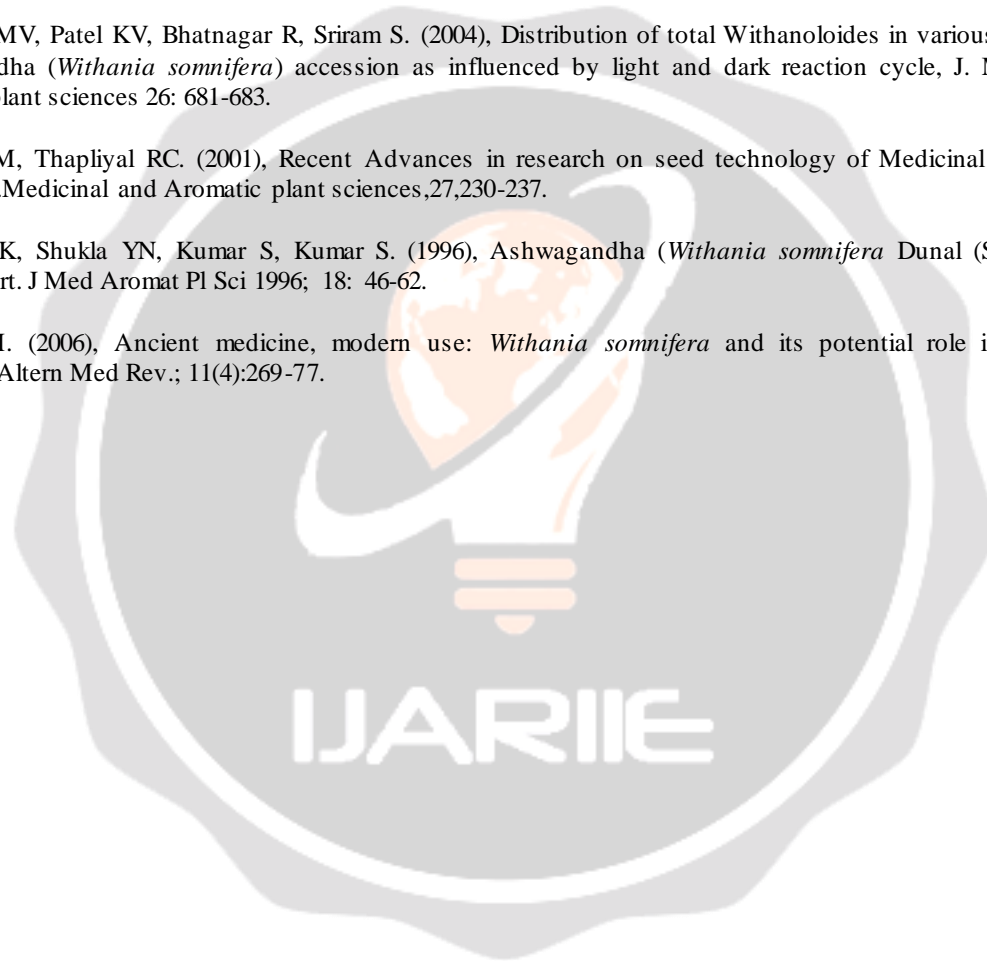 MV, Patel KV, Bhatnagar R, Sriram S. (2004), Distribution of total Withanoloides in various
dha (Withania somnifera) accession as influenced by light and dark reaction cycle, J. M
plant sciences 26: 681-683.
M, Thapliyal RC. (2001), Recent Advances in research on seed technology of Medicinal
.Medicinal and Aromatic plant sciences,27,230-237.
K, Shukla YN, Kumar S, Kumar S. (1996), Ashwagandha (Withania somnifera Dunal (S
rt. J Med Aromat Pl Sci 1996; 18: 46-62.
I. (2006), Ancient medicine, modern use: Withania somnifera and its potential role i
Altern Med Rev.; 11(4):269-77.
IJARIIE